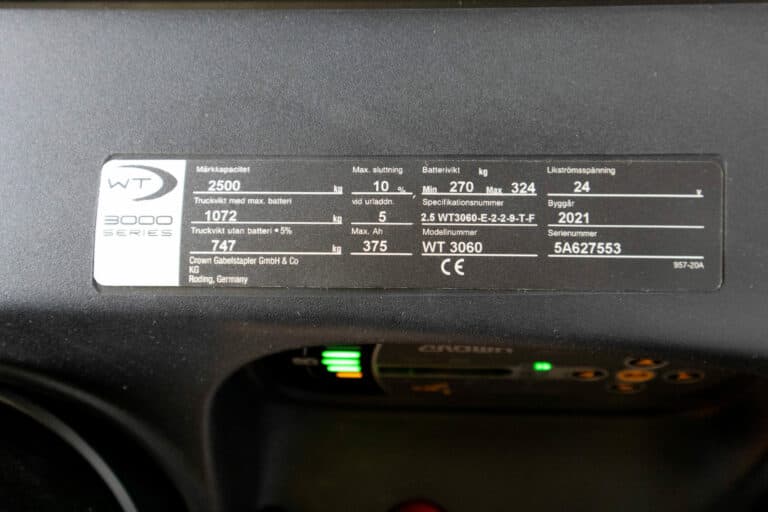 WT
3000
SERIES
Märkkapacitet
2500 kg
Truckvikt med max. batteri
1072 kg
Truckvikt utan batteri ±5%
747 kg
Crown Gabelstapler GmbH & Co
KG
Roding, Germany
Max. sluttning
10 %
vid urladdn.
5
Max. Ah
375
Batterivikt kg
Min 270 Max 324
Specifikationsnummer
2.5 WT3060-E-2-2-9-T-F
Modellnummer
WT 3060
CE
Likströmsspänning
24 v
Byggår
2021
Serienummer
5A627553
957-20A
CROWN